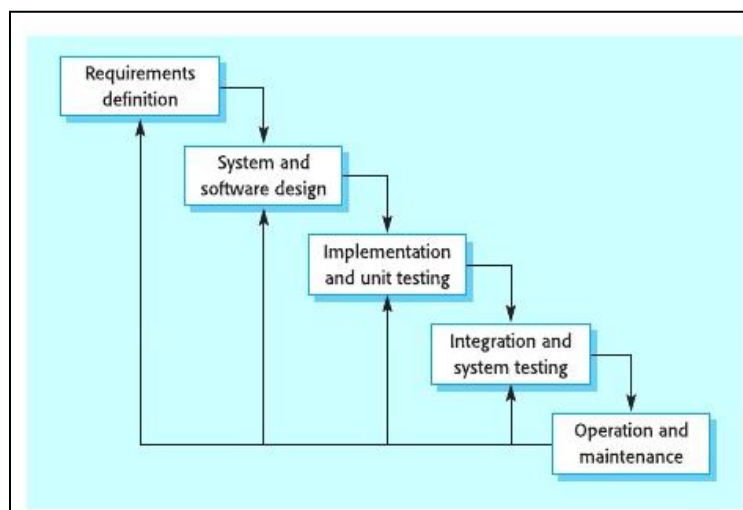 Requirements
definition
System and
software design
Implementation
and unit testing
Integration and
system testing
Operation and
maintenance